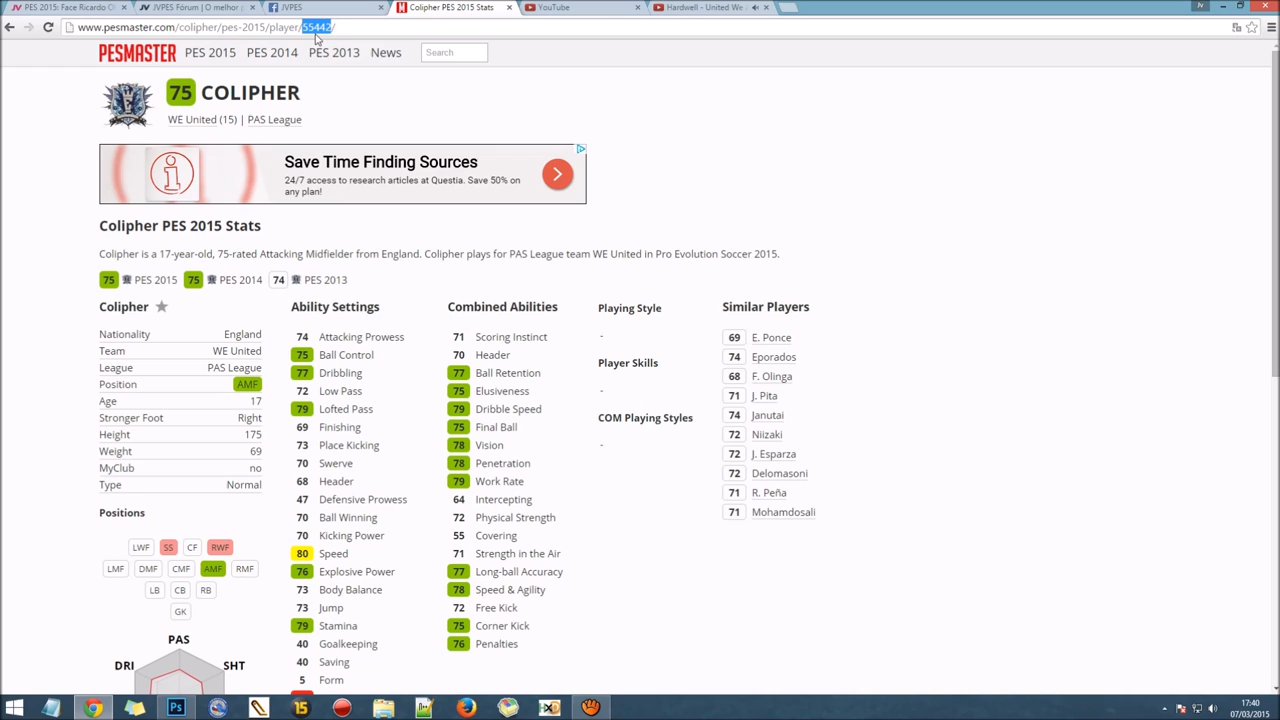 PES 2015: Face Ricardo O
JVPES Fórum | O melhor
JVPES
Colipher PES 2015 Stats
YouTube
Hardwell - United We
www.pesmaster.com/colipher/pes-2015/player/55442/
PESMASTER PES 2015 PES 2014 PES 2013 News Search
75 COLIPHER
WE United (15) | PAS League
Save Time Finding Sources
24/7 access to research articles at Questia. Save 50% on
any plan!
Colipher PES 2015 Stats
Colipher is a 17-year-old, 75-rated Attacking Midfielder from England. Colipher plays for PAS League team WE United in Pro Evolution Soccer 2015.
75 PES 2015 75 PES 2014 74 PES 2013
Colipher
Nationality England
Team WE United
League PAS League
Position AMF
Age 17
Stronger Foot Right
Height 175
Weight 69
MyClub no
Type Normal
Positions
LWF SS CF RWF
LMF DMF CMF AMF RMF
LB CB RB
GK
PAS
DRI SHT
Ability Settings
74 Attacking Prowess
75 Ball Control
77 Dribbling
72 Low Pass
79 Lofted Pass
69 Finishing
73 Place Kicking
70 Swerve
68 Header
47 Defensive Prowess
70 Ball Winning
70 Kicking Power
80 Speed
76 Explosive Power
73 Body Balance
73 Jump
79 Stamina
40 Goalkeeping
40 Saving
5 Form
Combined Abilities
71 Scoring Instinct
70 Header
77 Ball Retention
75 Elusiveness
79 Dribble Speed
75 Final Ball
78 Vision
78 Penetration
79 Work Rate
64 Intercepting
72 Physical Strength
55 Covering
71 Strength in the Air
77 Long-ball Accuracy
78 Speed & Agility
72 Free Kick
75 Corner Kick
76 Penalties
Playing Style
-
Player Skills
-
COM Playing Styles
-
Similar Players
69 E. Ponce
74 Eporados
68 F. Olinga
71 J. Pita
74 Janutai
72 Niizaki
72 J. Esparza
72 Delomasoni
71 R. Peña
71 Mohamdosali
Ps
15
17:40
07/03/2015